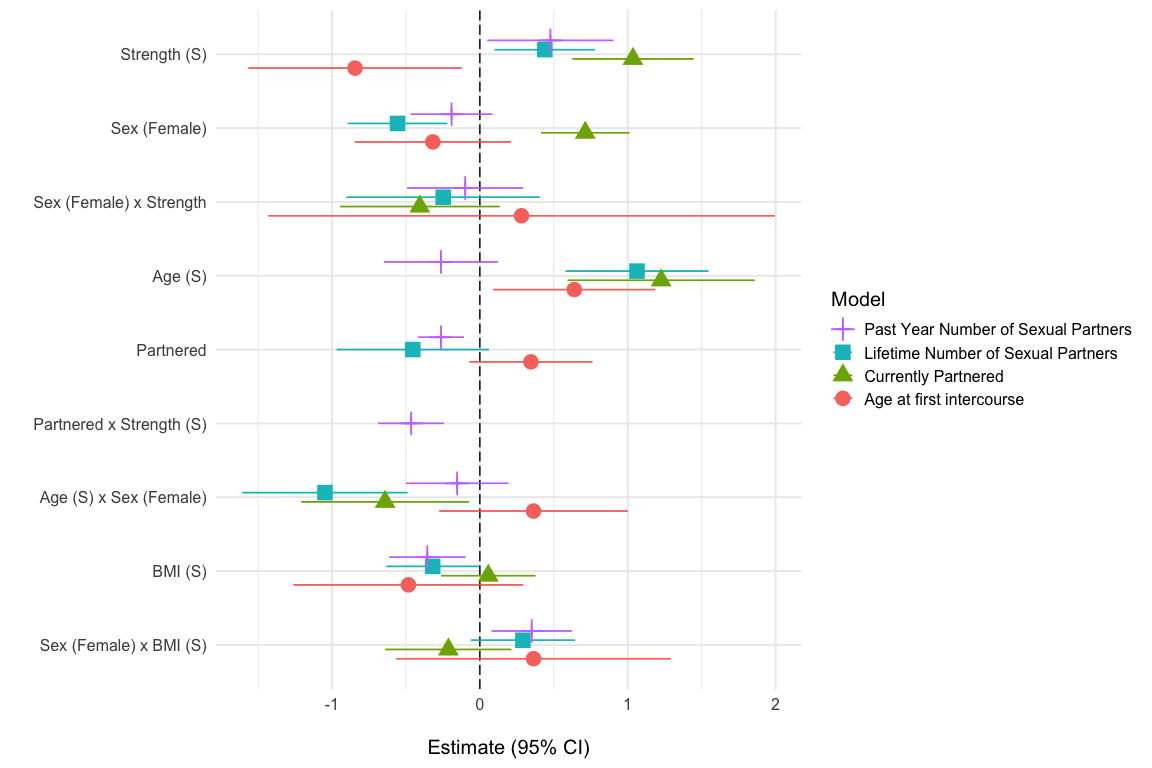 Strength (S)
Sex (Female)
Sex (Female) x Strength
Age (S)
Partnered
Partnered x Strength (S)
Age (S) x Sex (Female)
BMI (S)
Sex (Female) x BMI (S)
-1
0
1
2
Estimate (95% CI)
Model
Past Year Number of Sexual Partners
Lifetime Number of Sexual Partners
Currently Partnered
Age at first intercourse